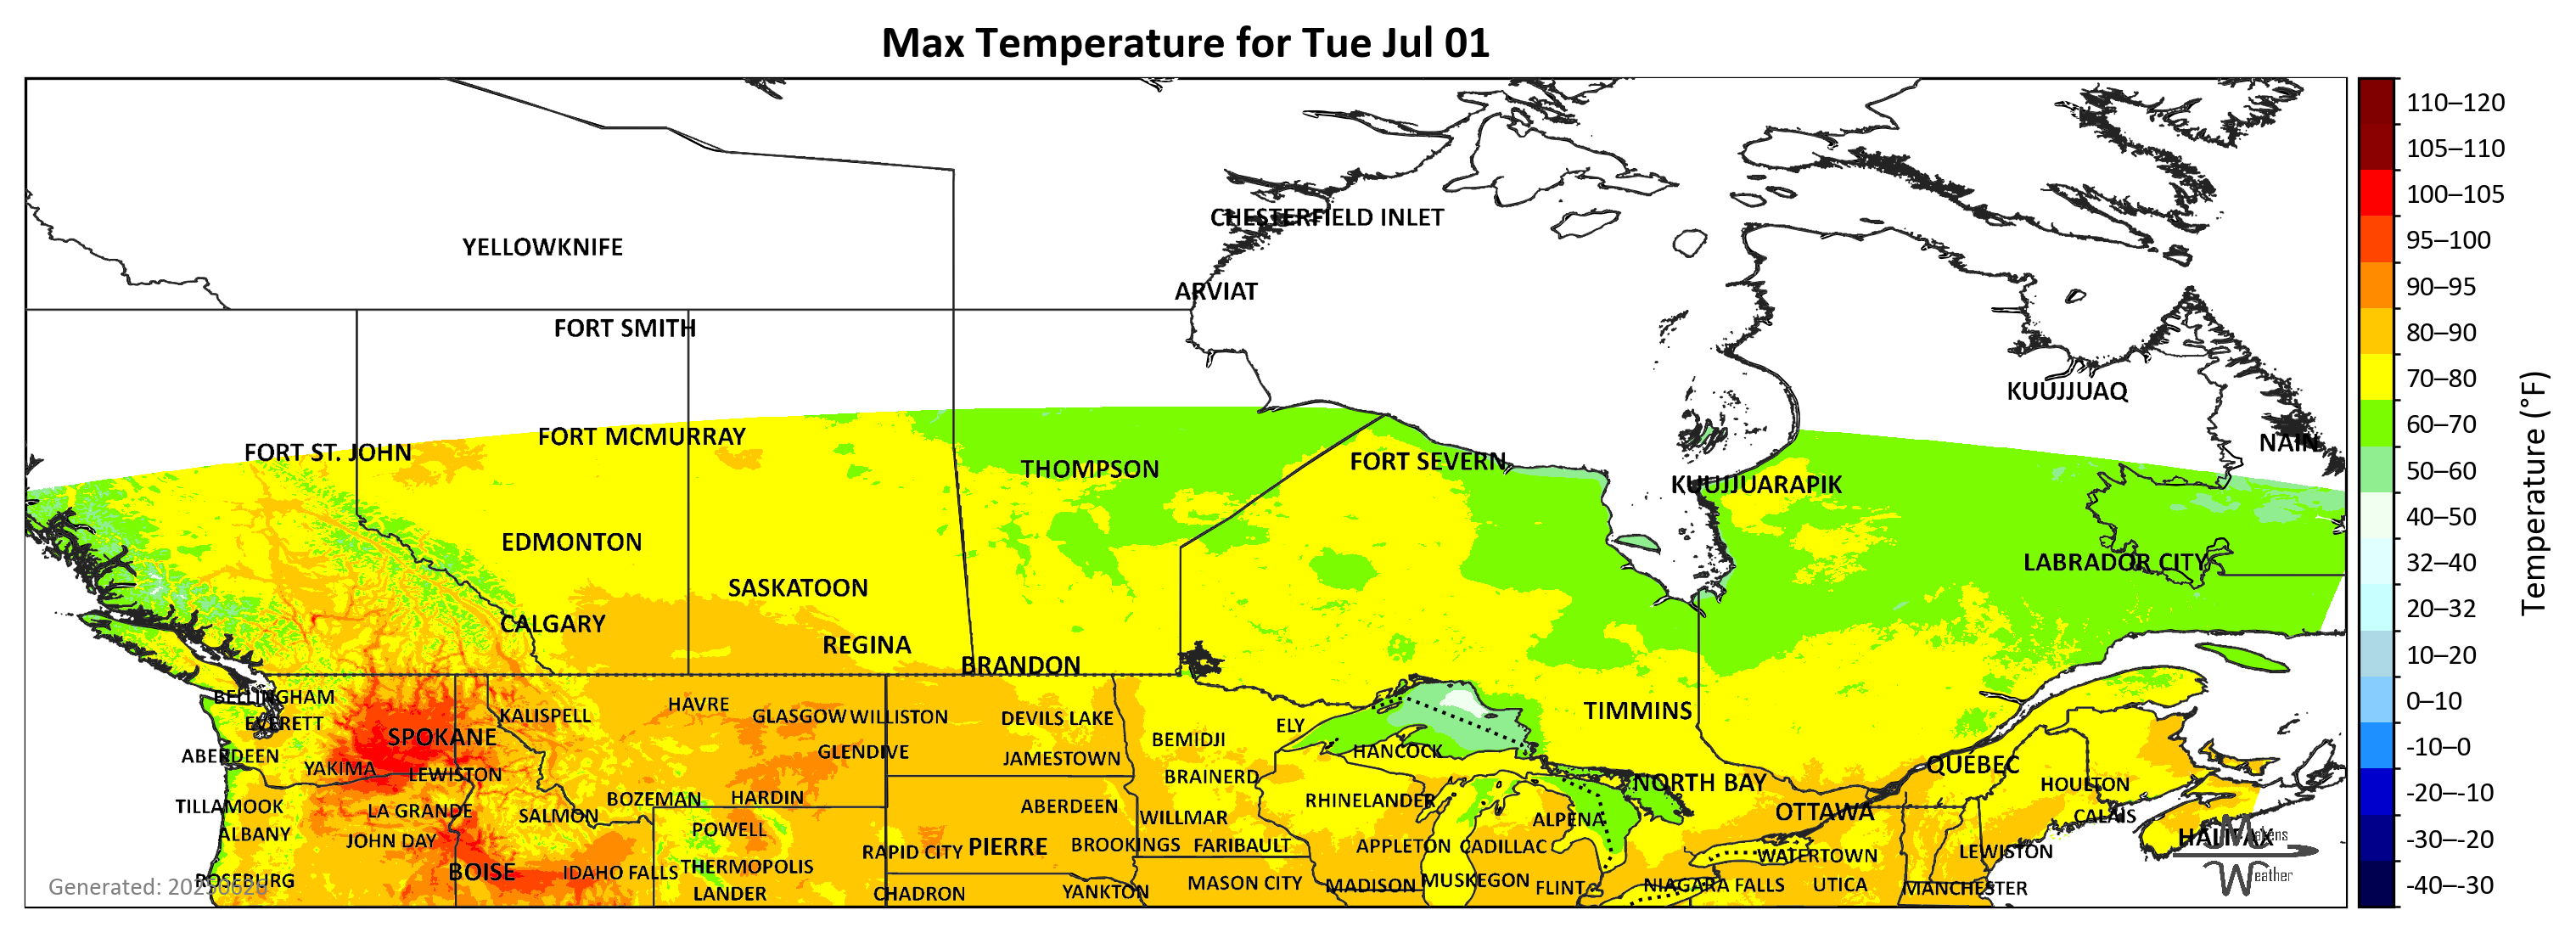 Max Temperature for Tue Jul 01
CHESTERFIELD INLET
YELLOWKNIFE
ARVIAT
FORT SMITH
KUUJJUAQ
FORT MCMURRAY
NAIN
FORT ST. JOHN
FORT SEVERN
THOMPSON
KUUJJUARAPIK
EDMONTON
LABRADOR CITY
SASKATOON
CALGARY
REGINA
BRANDON
BELLINGHAM
HAVRE
TIMMINS
KALISPELL
GLASGOW WILLISTON
DEVILS LAKE
EVERETT
ELY
SPOKANE
BEMIDJI
GLENDIVE
HANCOCK
ABERDEEN
JAMESTOWN
QUÉBEC
YAKIMA
LEWISTON
BRAINERD
NORTH BAY
HOULTON
BOZEMAN
HARDIN
RHINELANDER
TILLAMOOK
ABERDEEN
LA GRANDE
OTTAWA
SALMON
WILLMAR
CALAIS
ALPENA
POWELL
ALBANY
HALIFAX
Makens
JOHN DAY
PIERRE
BROOKINGS
FARIBAULT
APPLETON
CADILLAC
RAPID CITY
LEWISTON
WATERTOWN
THERMOPOLIS
BOISE
IDAHO FALLS
Weather
ROSEBURG
MASON CITY
MADISON
MUSKEGON
NIAGARA FALLS
UTICA
FLINT
MANCHESTER
LANDER
CHADRON
YANKTON
Generated: 20250628
110–120
105–110
100–105
95–100
90–95
80–90
70–80
60–70
50–60
40–50
32–40
20–32
10–20
0–10
-10–0
-20–-10
-30–-20
-40–-30
Temperature (°F)